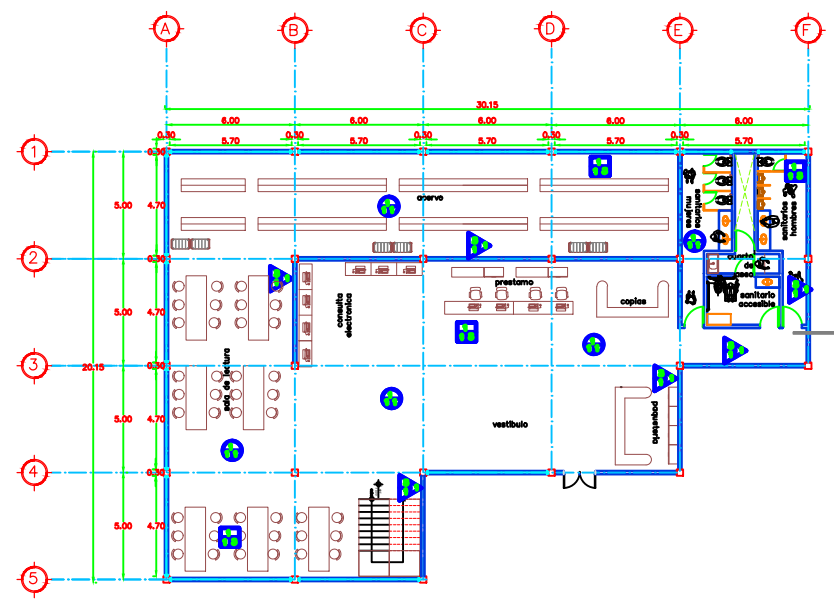 A B C D E F
30.15
6.00 6.00 6.00 6.00 6.00
0.30 0.30 0.30 0.30 0.30
5.70 5.70 5.70 5.70 5.70
1 0.30
5.00 4.70
acervo
sanitarios
mujeres
sanitarios
hombres
2 0.30
cuarto
de
aseo
prestamo
consulta
electronica
copias
sanitario
accesible
5.00 4.70
3 0.30
20.15
sala de lectura
5.00 4.70
vestibulo
paqueteria
4 0.30
5.00 4.70
5